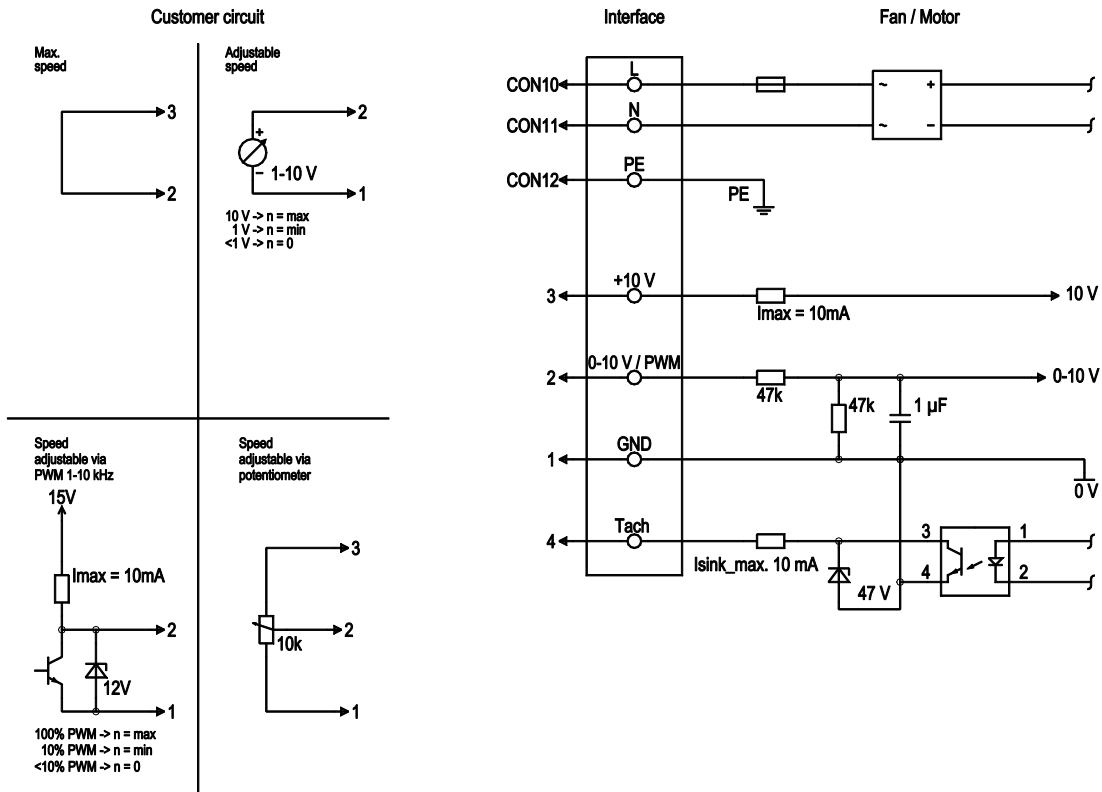 Customer circuit
Max.
speed
3
2
Adjustable
speed
2
+
1-10 V
–
1
10 V -> n = max
1 V -> n = min
<1 V -> n = 0
Speed
adjustable via
PWM 1-10 kHz
15V
Imax = 10mA
2
12V
1
100% PWM -> n = max
10% PWM -> n = min
<10% PWM -> n = 0
Speed
adjustable via
potentiometer
3
2
10k
1
Interface
Fan / Motor
CON10
L
~
+
CON11
N
~
–
CON12
PE
PE
3
+10 V
Imax = 10mA
10 V
2
0-10 V / PWM
47k
0-10 V
47k
1 µF
1
GND
0 V
4
Tach
Isink_max. 10 mA
47 V
3
1
4
2